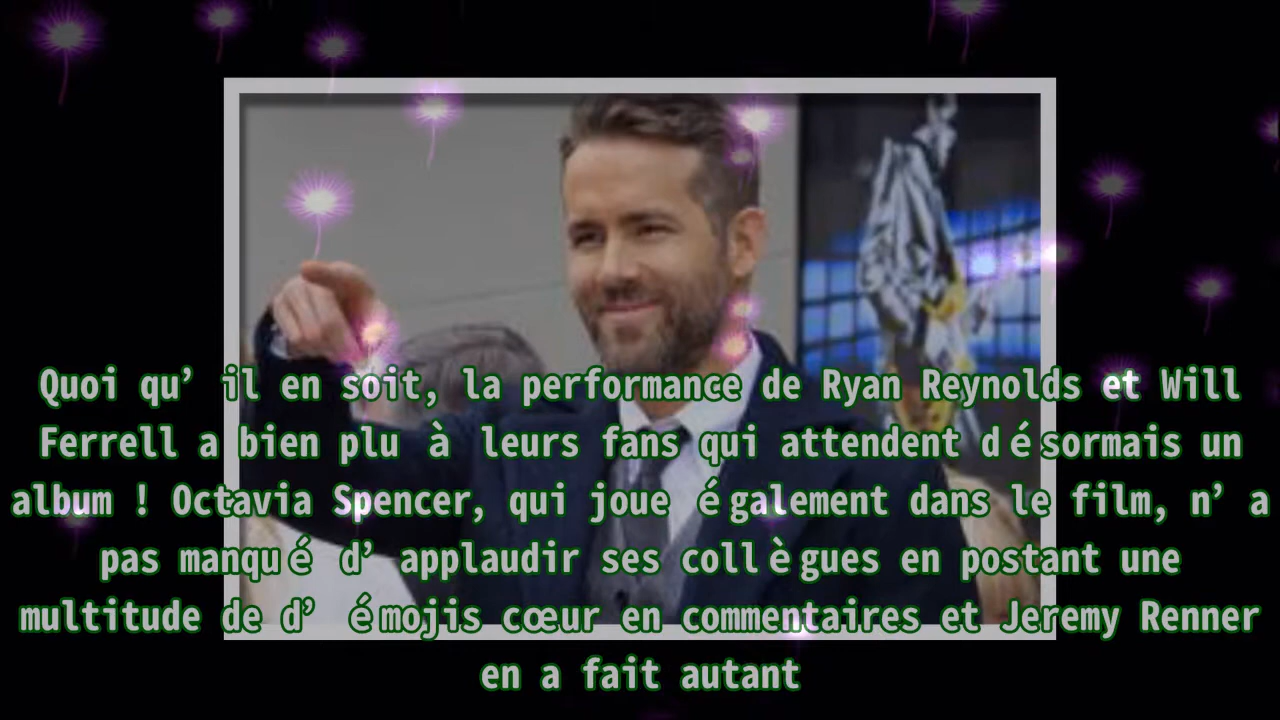 Quoi qu’ il en soit, la performance de Ryan Reynolds et Will
Ferrell a bien plu à leurs fans qui attendent désormais un
album ! Octavia Spencer, qui joue également dans le film, n’ a
pas manqué d’ applaudir ses collègues en postant une
multitude de d’ émojis cœur en commentaires et Jeremy Renner
en a fait autant